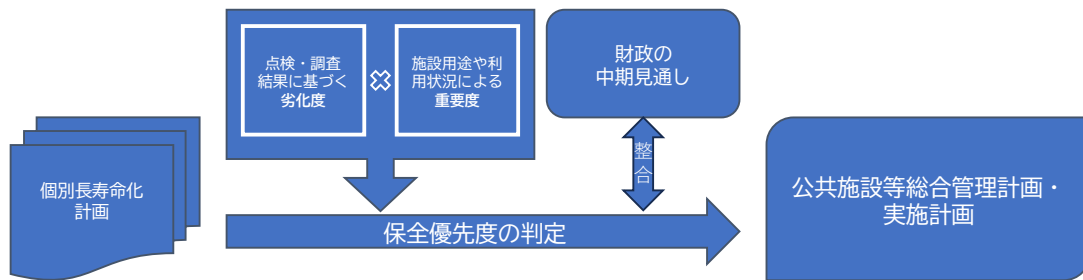 点検・調査
結果に基づく
劣化度
施設用途や利
用状況による
重要度
財政の
中期見通し
整
合
個別長寿命化
計画
保全優先度の判定
公共施設等総合管理計画・
実施計画